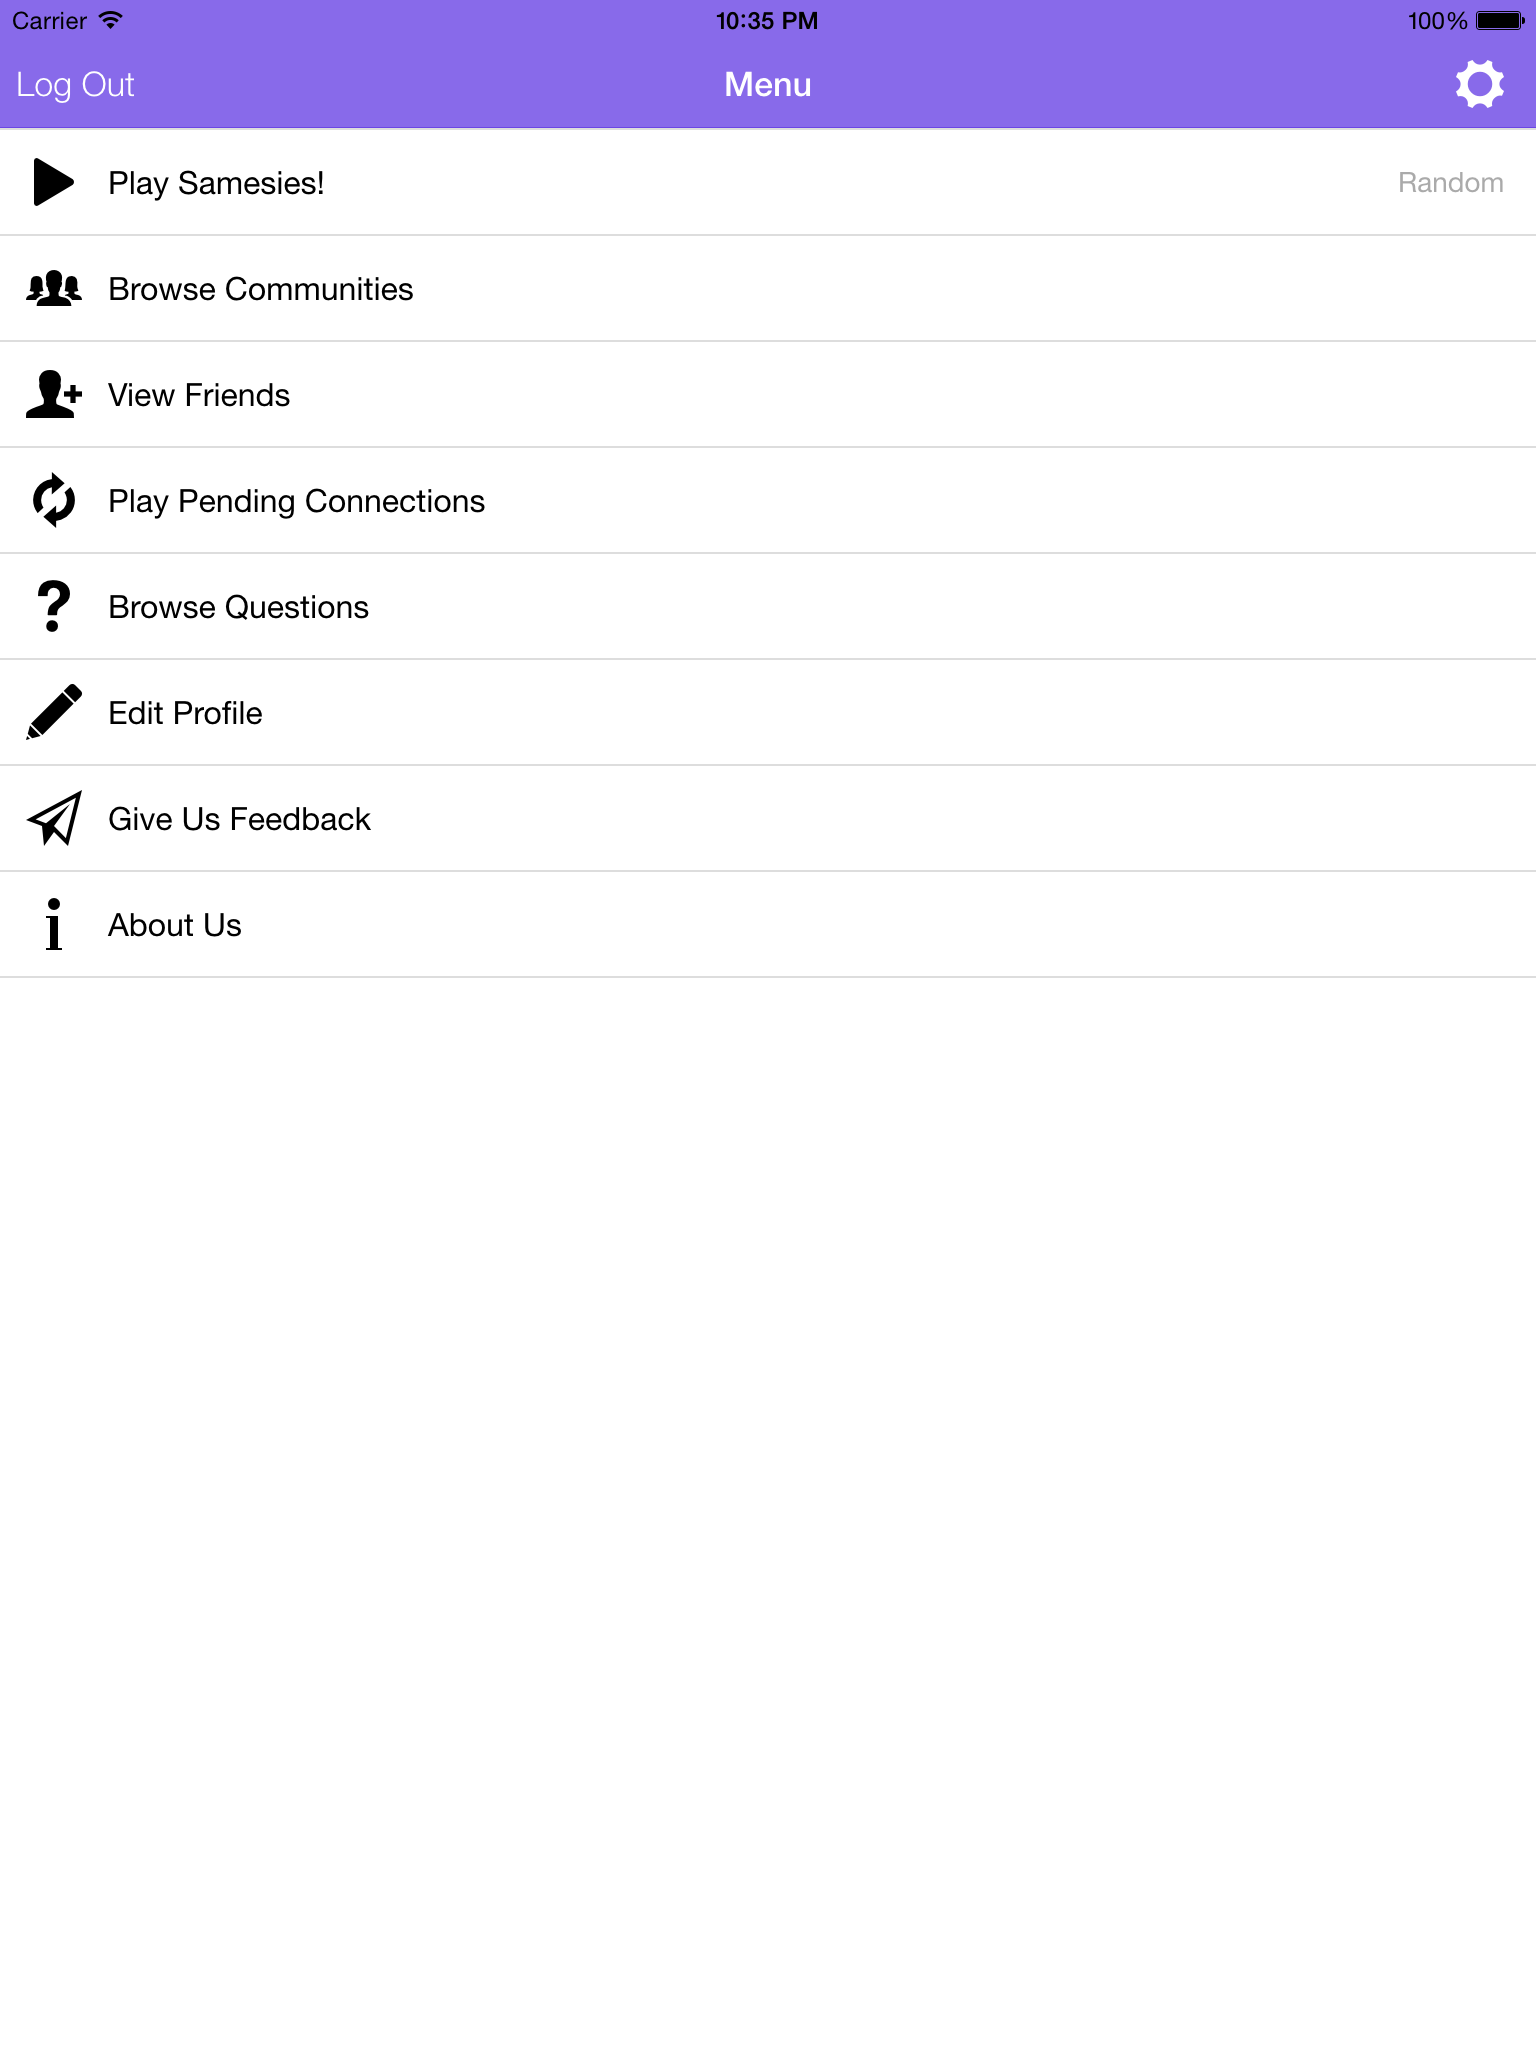 Carrier 10:35 PM 100%
Log Out Menu
Play Samesies! Random
Browse Communities
View Friends
Play Pending Connections
Browse Questions
Edit Profile
Give Us Feedback
About Us